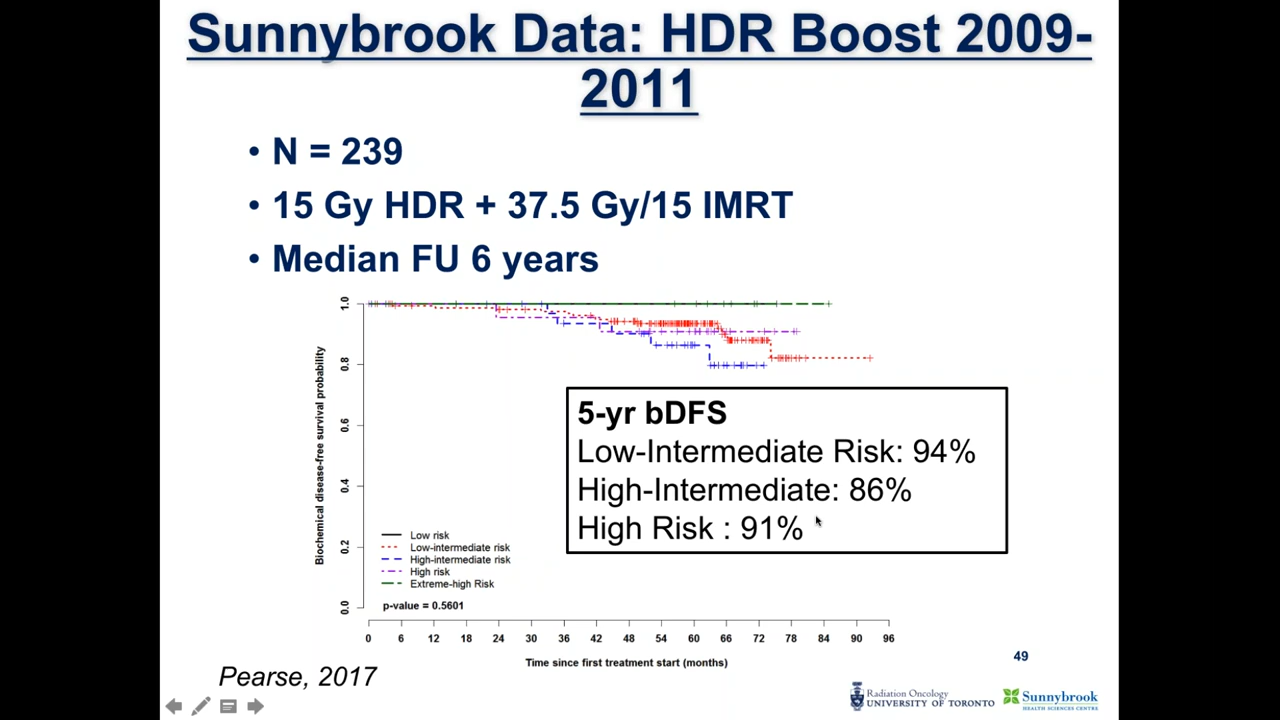 Sunnybrook Data: HDR Boost 2009-
2011
• N = 239
• 15 Gy HDR + 37.5 Gy/15 IMRT
• Median FU 6 years
Biochemical disease-free survival probability
1.0
0.8
0.6
0.4
0.2
0.0
5-yr bDFS
Low-Intermediate Risk: 94%
High-Intermediate: 86%
High Risk : 91%
Low risk
Low-intermediate risk
High-intermediate risk
High risk
Extreme-high Risk
p-value = 0.5601
0 6 12 18 24 30 36 42 48 54 60 66 72 78 84 90 96
Time since first treatment start (months)
49
Pearse, 2017
Radiation Oncology
UNIVERSITY OF TORONTO
Sunnybrook
HEALTH SCIENCES CENTRE